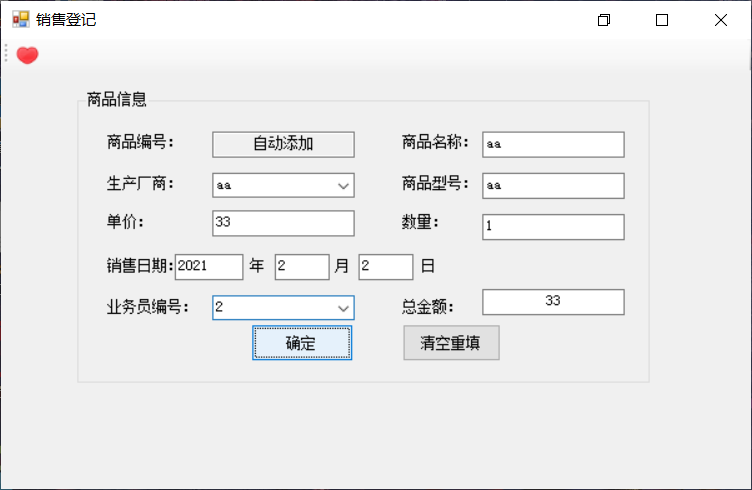 销售登记
商品信息
商品编号： 自动添加 商品名称： aa
生产厂商： aa 商品型号： aa
单价： 33 数量： 1
销售日期: 2021 年 2 月 2 日
业务员编号： 2 总金额： 33
确定 清空重填